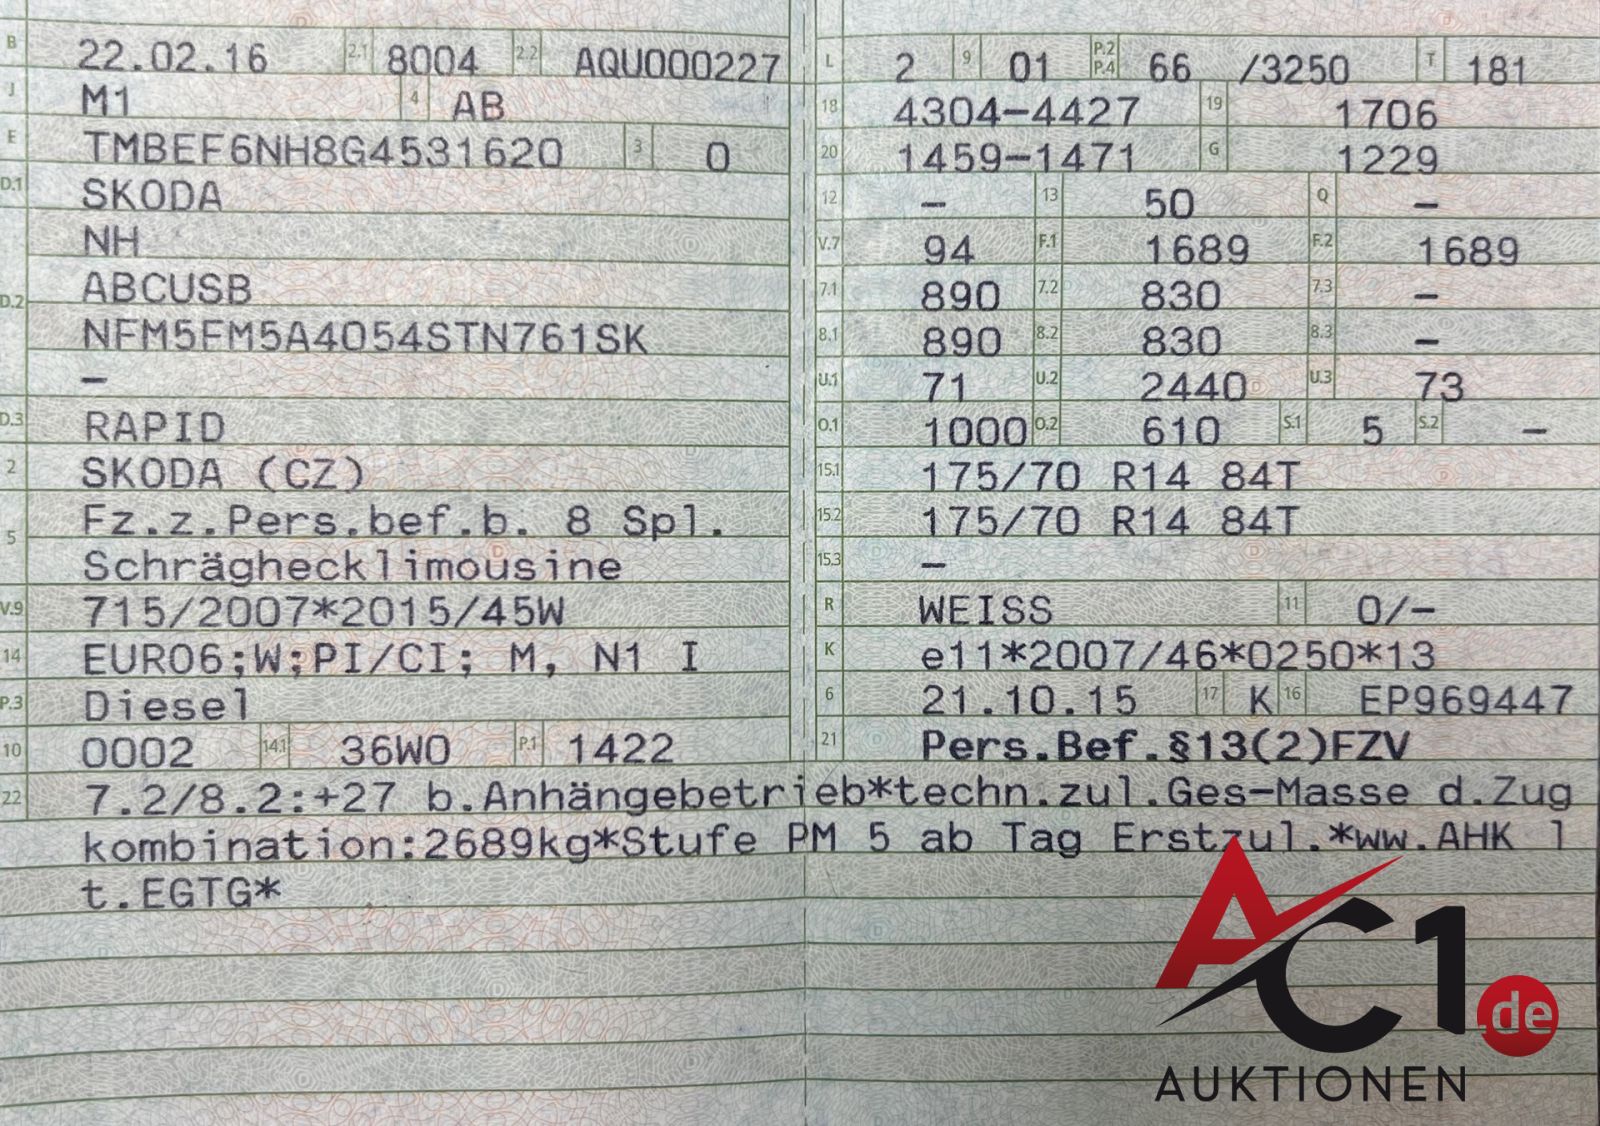 B 22.02.16 2.1 8004 2.2 AQU000227
J M1 4 AB
E TMBEF6NH8G4531620 3 0
D.1 SKODA
NH
D.2 ABCUSB
NFM5FM5A4054STN761SK
–
D.3 RAPID
2 SKODA (CZ)
5 Fz.z.Pers.bef.b. 8 Spl.
Schräghecklimousine
V.9 715/2007*2015/45W
14 EURO6;W;PI/CI; M, N1 I
P.3 Diesel
10 0002 14.1 36W0 P.1 1422
L 2 9 01 P.2 P.4 66 /3250 T 181
18 4304–4427 19 1706
20 1459–1471 G 1229
12 – 13 50 Q –
V.7 94 F.1 1689 F.2 1689
7.1 890 7.2 830 7.3 –
8.1 890 8.2 830 8.3 –
U.1 71 U.2 2440 U.3 73
O.1 1000 O.2 610 S.1 5 S.2 –
15.1 175/70 R14 84T
15.2 175/70 R14 84T
15.3 –
R WEISS 11 0/–
K e11*2007/46*0250*13
6 21.10.15 17 K 16 EP969447
21 Pers.Bef.§13(2)FZV
22 7.2/8.2:+27 b.Anhängebetrieb*techn.zul.Ges–Masse d.Zug
kombination:2689kg*Stufe PM 5 ab Tag Erstzul.*ww.AHK l
t.EGTG*
AC1.de
AUKTIONEN